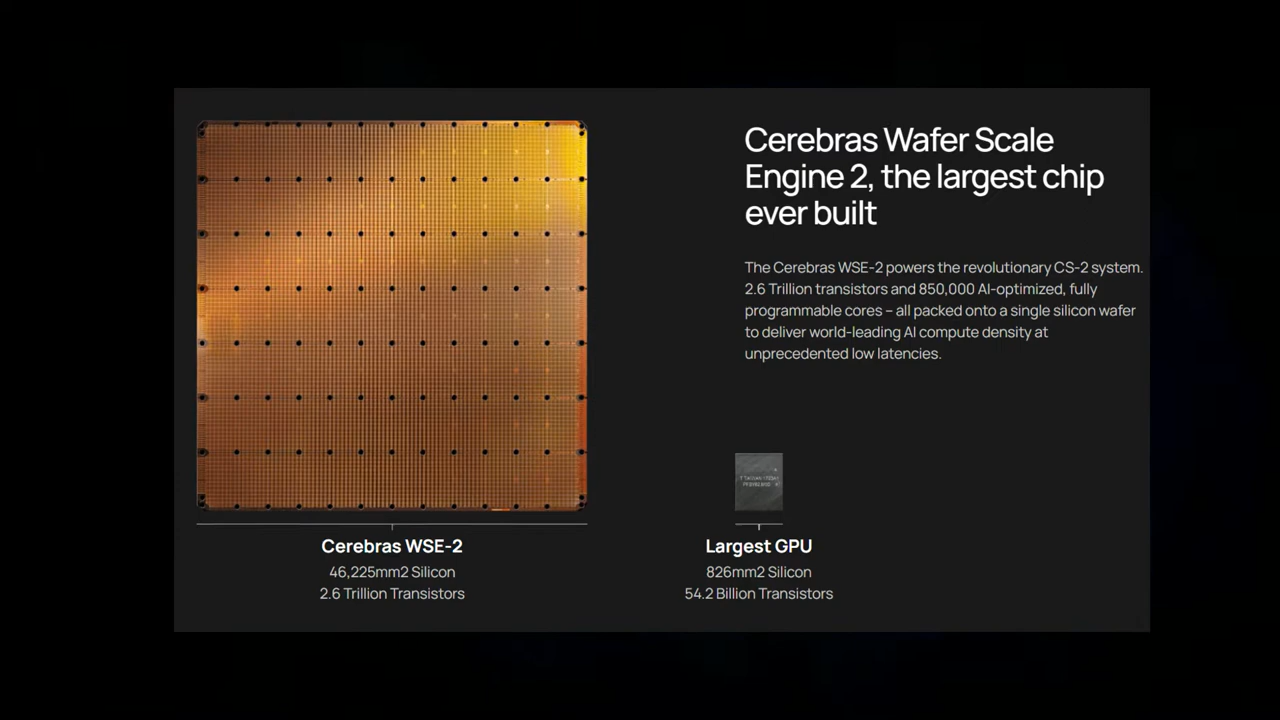 Cerebras Wafer Scale
Engine 2, the largest chip
ever built
The Cerebras WSE-2 powers the revolutionary CS-2 system.
2.6 Trillion transistors and 850,000 AI-optimized, fully
programmable cores – all packed onto a single silicon wafer
to deliver world-leading AI compute density at
unprecedented low latencies.
Cerebras WSE-2
46,225mm2 Silicon
2.6 Trillion Transistors
Largest GPU
826mm2 Silicon
54.2 Billion Transistors